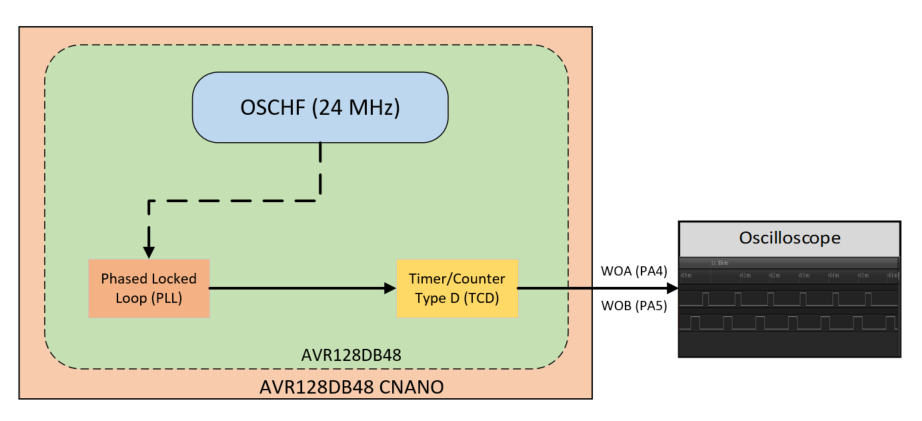 OSCHF (24 MHz)
Phased Locked
Loop (PLL)
Timer/Counter
Type D (TCD)
WOA (PA4)
WOB (PA5)
Oscilloscope
AVR128DB48
AVR128DB48 CNANO